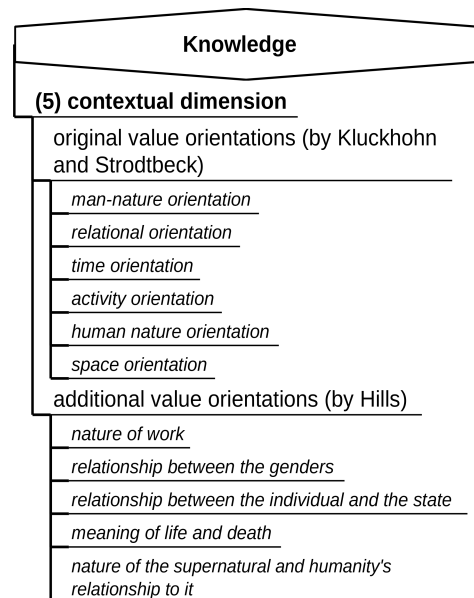 Knowledge
(5) contextual dimension
original value orientations (by Kluckhohn
and Strodtbeck)
man-nature orientation
relational orientation
time orientation
activity orientation
human nature orientation
space orientation
additional value orientations (by Hills)
nature of work
relationship between the genders
relationship between the individual and the state
meaning of life and death
nature of the supernatural and humanity's
relationship to it